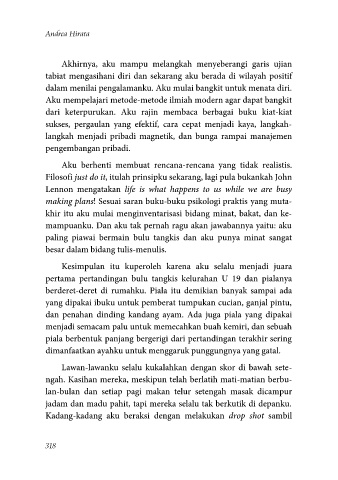 Andrea Hirata
Akhirnya, aku mampu melangkah menyeberangi garis ujian
tabiat mengasihani diri dan sekarang aku berada di wilayah positif
dalam menilai pengalamanku. Aku mulai bangkit untuk menata diri.
Aku mempelajari metode-metode ilmiah modern agar dapat bangkit
dari keterpurukan. Aku rajin membaca berbagai buku kiat-kiat
sukses, pergaulan yang efektif, cara cepat menjadi kaya, langkah-
langkah menjadi pribadi magnetik, dan bunga rampai manajemen
pengembangan pribadi.
Aku berhenti membuat rencana-rencana yang tidak realistis.
Filosofi just do it, itulah prinsipku sekarang, lagi pula bukankah John
Lennon mengatakan life is what happens to us while we are busy
making plans! Sesuai saran buku-buku psikologi praktis yang muta-
khir itu aku mulai menginventarisasi bidang minat, bakat, dan ke-
mampuanku. Dan aku tak pernah ragu akan jawabannya yaitu: aku
paling piawai bermain bulu tangkis dan aku punya minat sangat
besar dalam bidang tulis-menulis.
Kesimpulan itu kuperoleh karena aku selalu menjadi juara
pertama pertandingan bulu tangkis kelurahan U 19 dan pialanya
berderet-deret di rumahku. Piala itu demikian banyak sampai ada
yang dipakai ibuku untuk pemberat tumpukan cucian, ganjal pintu,
dan penahan dinding kandang ayam. Ada juga piala yang dipakai
menjadi semacam palu untuk memecahkan buah kemiri, dan sebuah
piala berbentuk panjang bergerigi dari pertandingan terakhir sering
dimanfaatkan ayahku untuk menggaruk punggungnya yang gatal.
Lawan-lawanku selalu kukalahkan dengan skor di bawah sete-
ngah. Kasihan mereka, meskipun telah berlatih mati-matian berbu-
lan-bulan dan setiap pagi makan telur setengah masak dicampur
jadam dan madu pahit, tapi mereka selalu tak berkutik di depanku.
Kadang-kadang aku beraksi dengan melakukan drop shot sambil
318